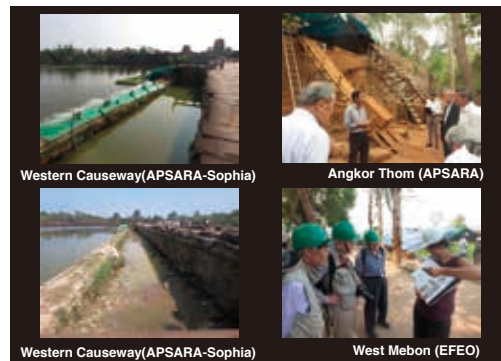 Western Causeway(APSARA-Sophia)
Angkor Thom (APSARA)
Western Causeway(APSARA-Sophia)
West Mebon (EFEO)